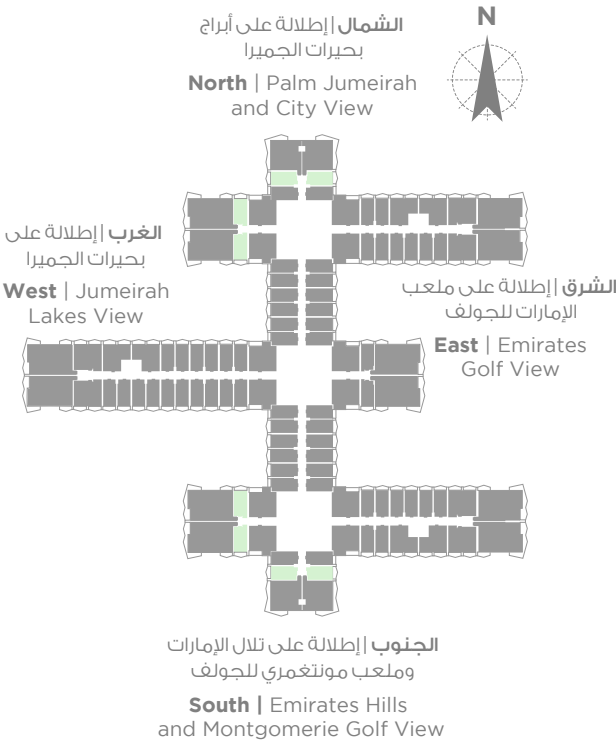 الشمال | إطلالة على أبراج
بحيرات الجميرا
North | Palm Jumeirah
and City View
N
الغرب | إطلالة على
بحيرات الجميرا
West | Jumeirah
Lakes View
الشرق | إطلالة على ملعب
الإمارات للجولف
East | Emirates
Golf View
الجنوب | إطلالة على تلال الإمارات
وملعب مونتغمري للجولف
South | Emirates Hills
and Montgomerie Golf View